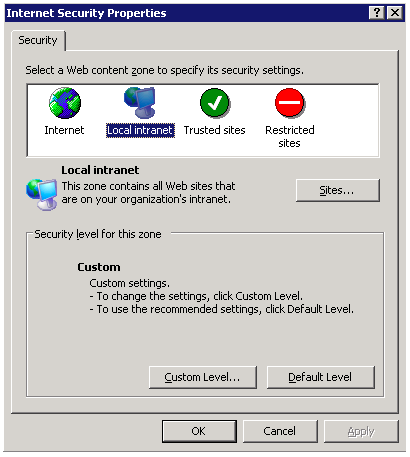 Internet Security Properties
Security
Select a Web content zone to specify its security settings.
Internet
Local intranet
Trusted sites
Restricted
sites
Local intranet
This zone contains all Web sites that
are on your organization's intranet.
Sites...
Security level for this zone
Custom
Custom settings.
- To change the settings, click Custom Level.
- To use the recommended settings, click Default Level.
Custom Level...
Default Level
OK
Cancel
Apply